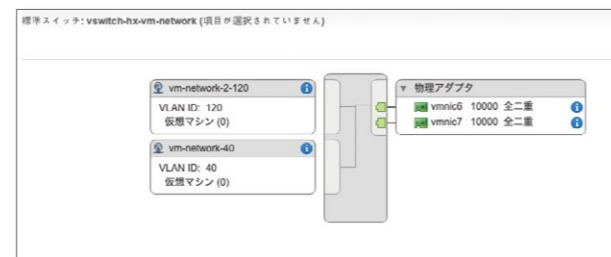 標準スイッチ: vswitch-hx-vm-network (項目が選択されていません)
vm-network-2-120
VLAN ID: 120
仮想マシン (0)
vm-network-40
VLAN ID: 40
仮想マシン (0)
物理アダプタ
vmnic6 10000 全二重
vmnic7 10000 全二重